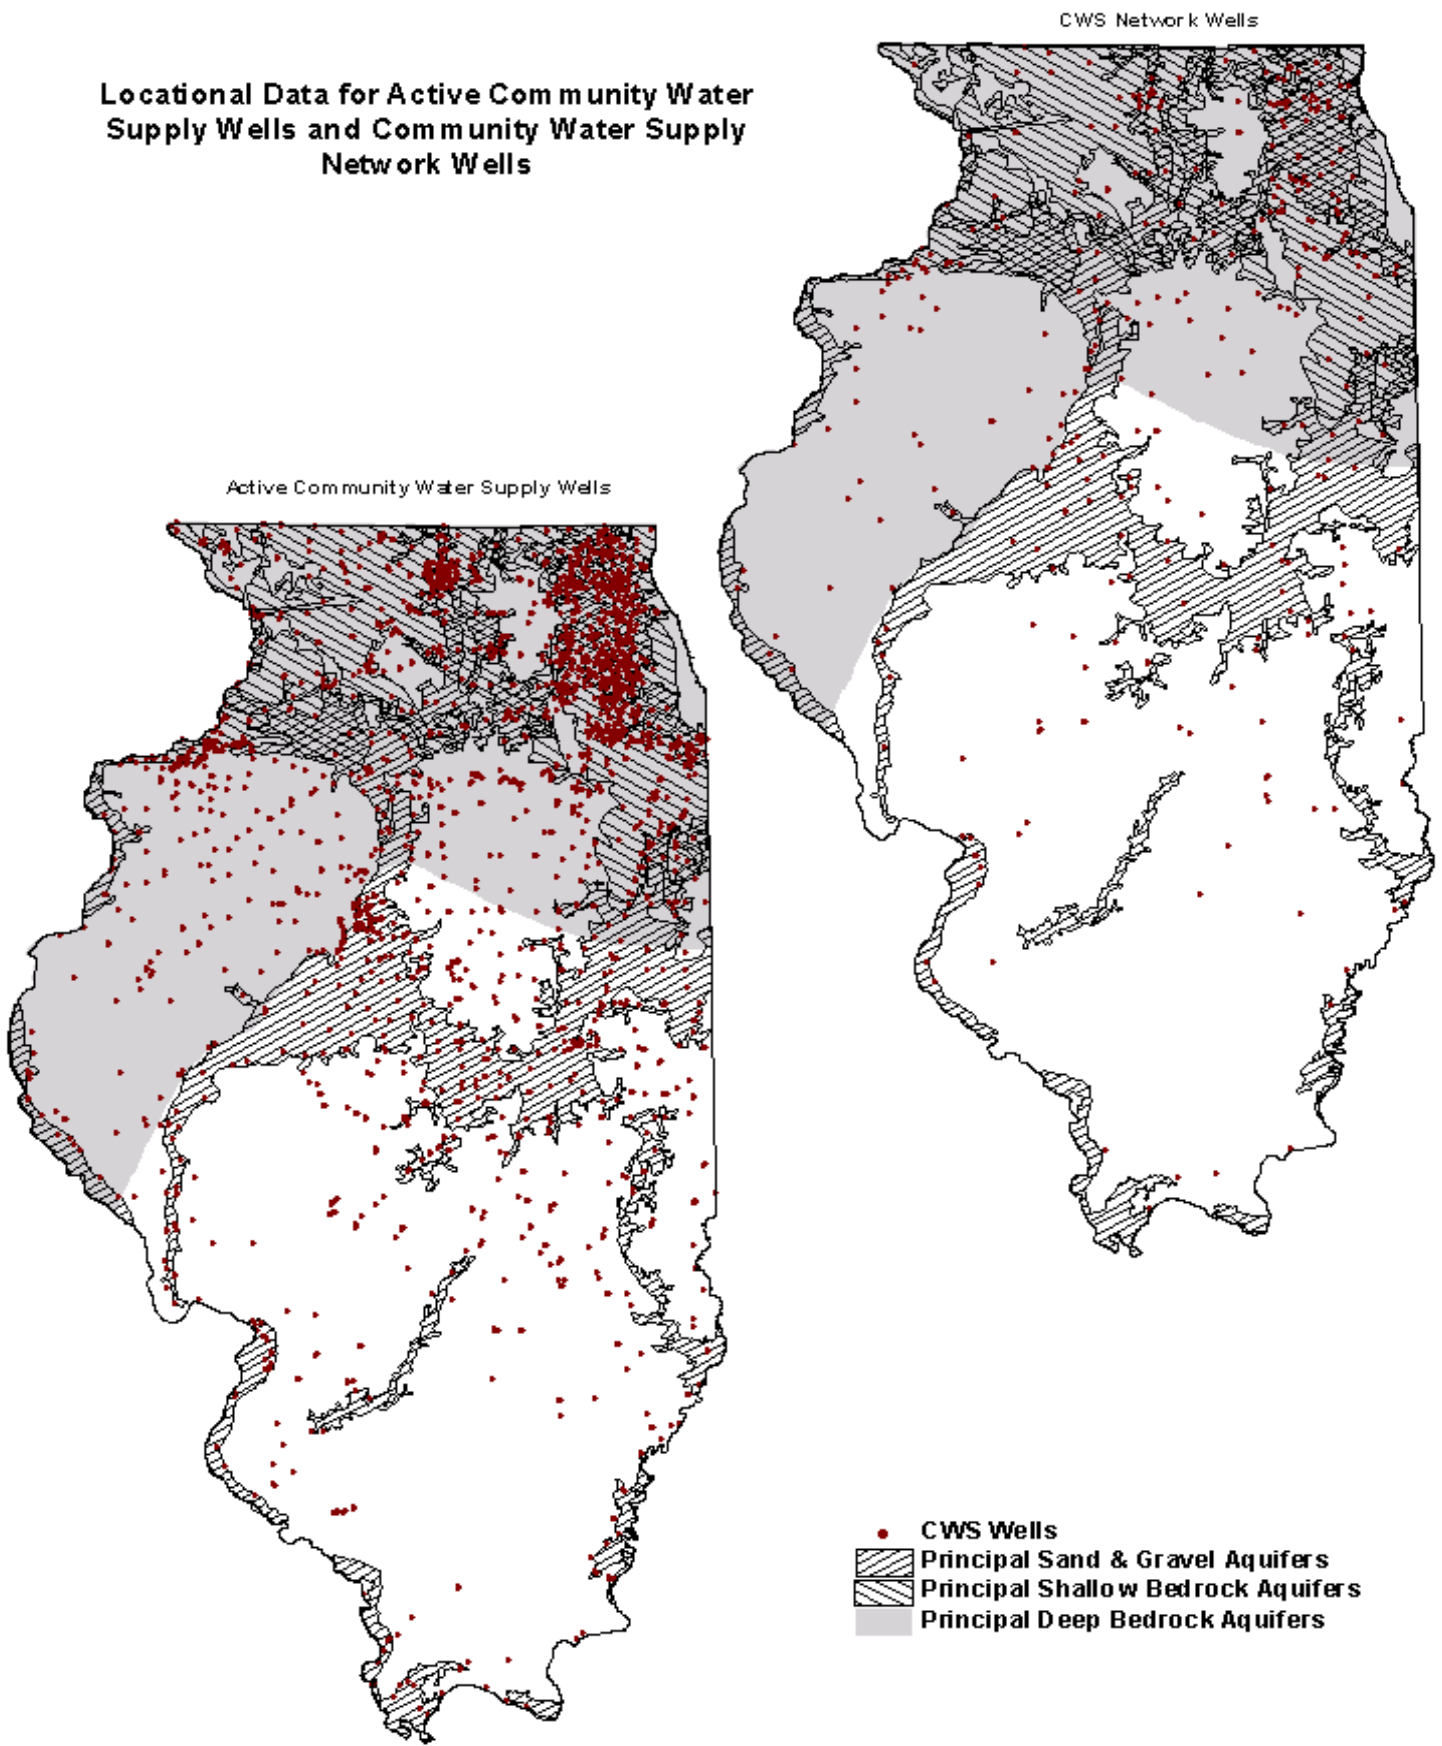 CWS Network Wells
Locational Data for Active Community Water
Supply Wells and Community Water Supply
Network Wells
Active Community Water Supply Wells
CWS Wells
Principal Sand & Gravel Aquifers
Principal Shallow Bedrock Aquifers
Principal Deep Bedrock Aquifers